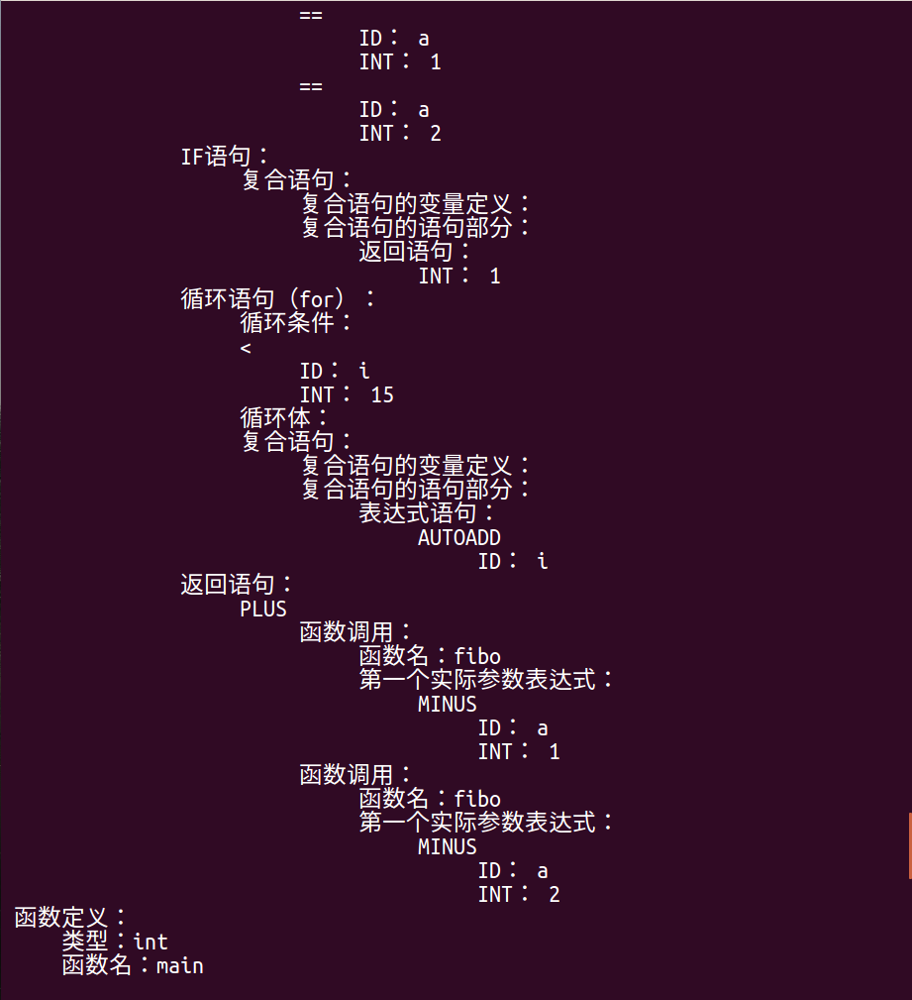 ==
ID： a
INT： 1
==
ID： a
INT： 2
IF语句：
复合语句：
复合语句的变量定义：
复合语句的语句部分：
返回语句：
INT： 1
循环语句（for）：
循环条件：
<
ID： i
INT： 15
循环体：
复合语句：
复合语句的变量定义：
复合语句的语句部分：
表达式语句：
AUTOADD
ID： i
返回语句：
PLUS
函数调用：
函数名：fibo
第一个实际参数表达式：
MINUS
ID： a
INT： 1
函数调用：
函数名：fibo
第一个实际参数表达式：
MINUS
ID： a
INT： 2
函数定义：
类型：int
函数名：main